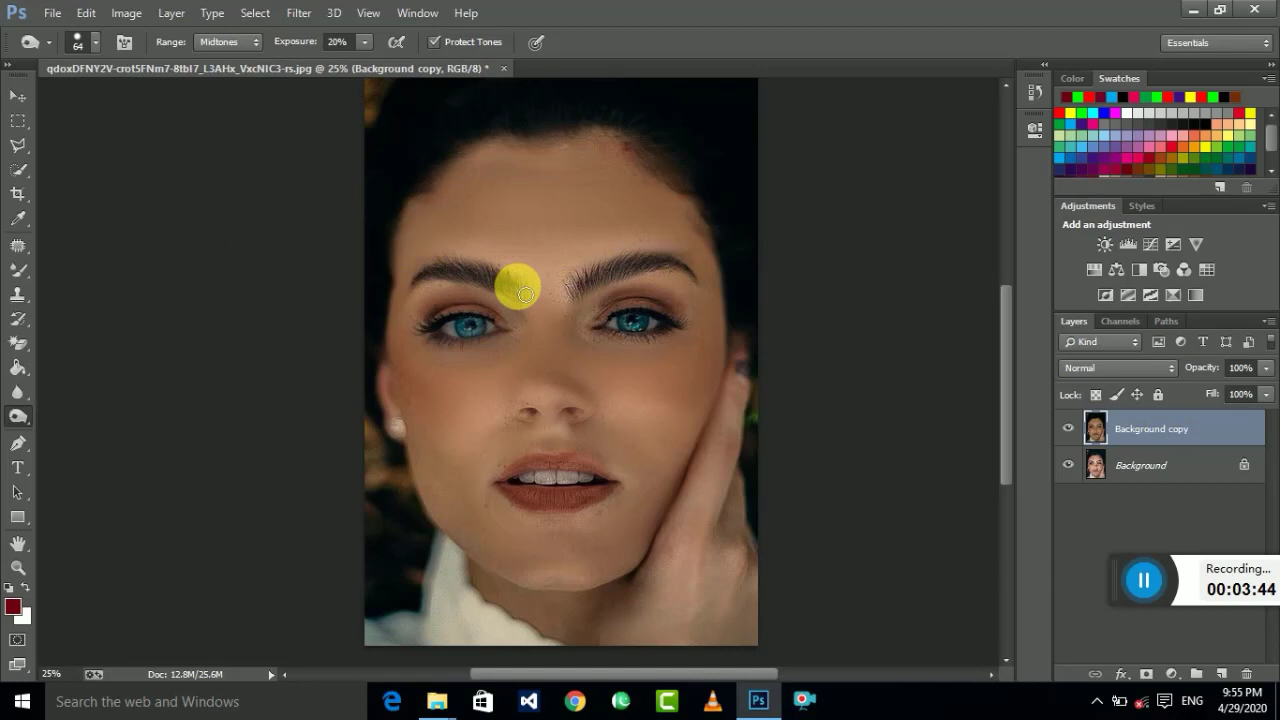 Ps File Edit Image Layer Type Select Filter 3D View Window Help
64 Range: Midtones Exposure: 20% Protect Tones Essentials
qdoxDFNY2V-crot5FNm7-8tbI7_L3AHx_VxcNIC3-rs.jpg @ 25% (Background copy, RGB/8) *
Color Swatches
Adjustments Styles
Add an adjustment
Layers Channels Paths
Kind
Normal Opacity: 100%
Lock: Fill: 100%
Background copy
Background
Recording...
00:03:44
25% Doc: 12.8M/25.6M
Search the web and Windows
ENG
9:55 PM
4/29/2020